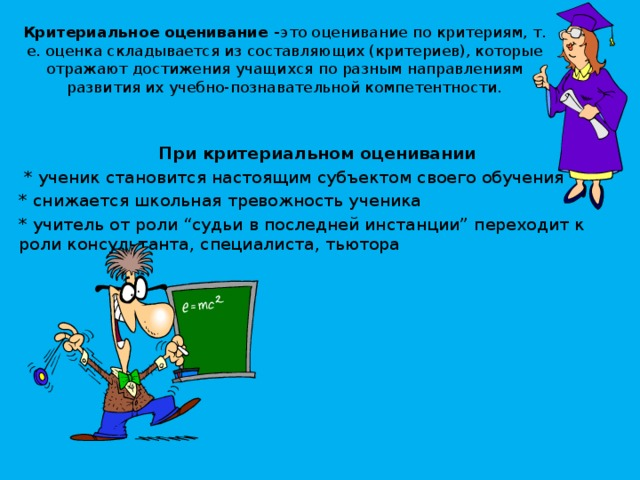 Критериальное оценивание -это оценивание по критериям, т.
е. оценка складывается из составляющих (критериев), которые
отражают достижения учащихся по разным направлениям
развития их учебно-познавательной компетентности.
При критериальном оценивании
* ученик становится настоящим субъектом своего обучения
* снижается школьная тревожность ученика
* учитель от роли “судьи в последней инстанции” переходит к
роли консультанта, специалиста, тьютора
e=mc²